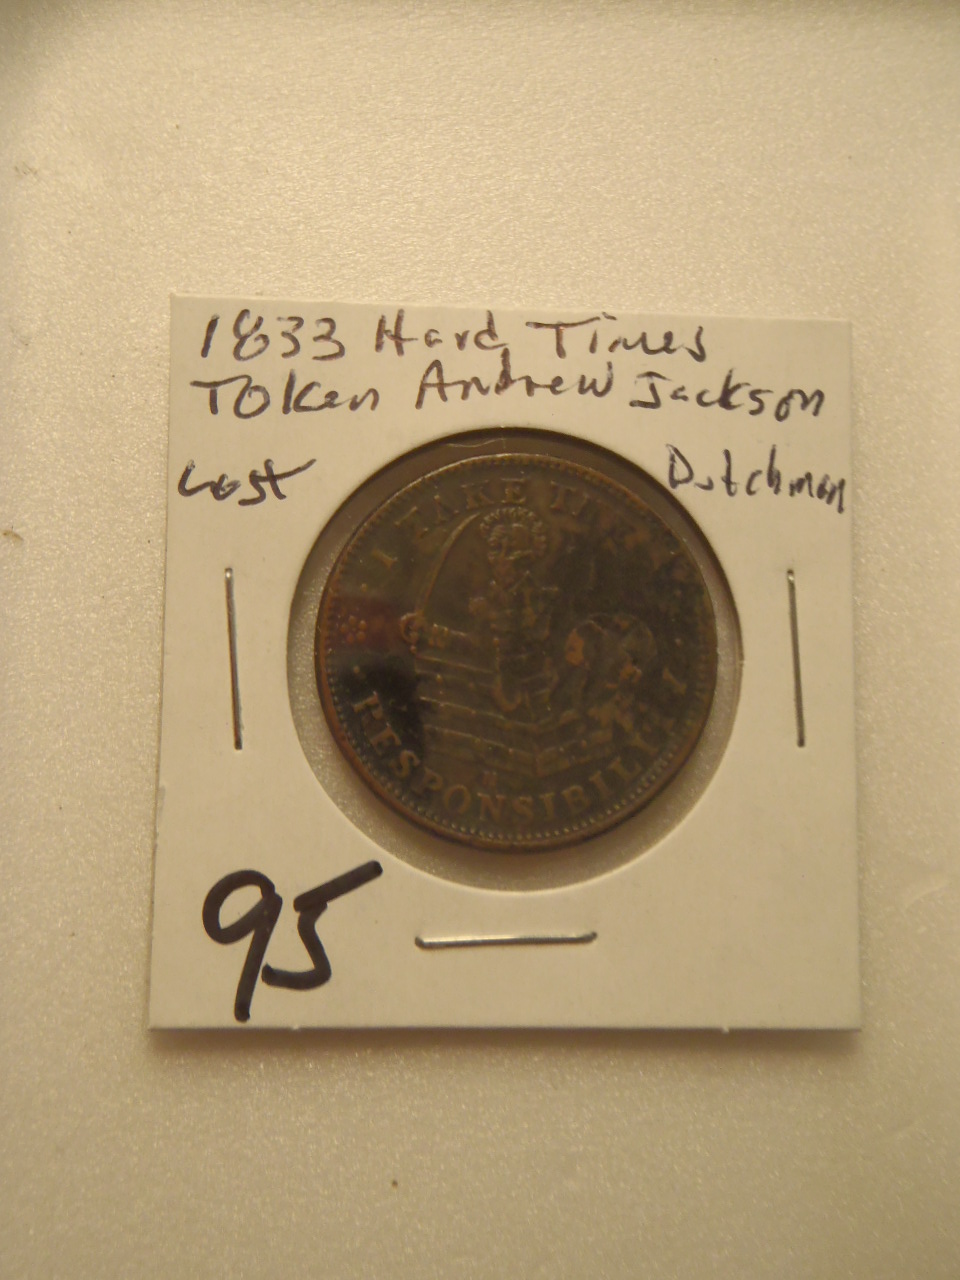 1833 Hard Times
Token Andrew Jackson
Lost Dutchman
I TAKE THE
RESPONSIBILITY
95